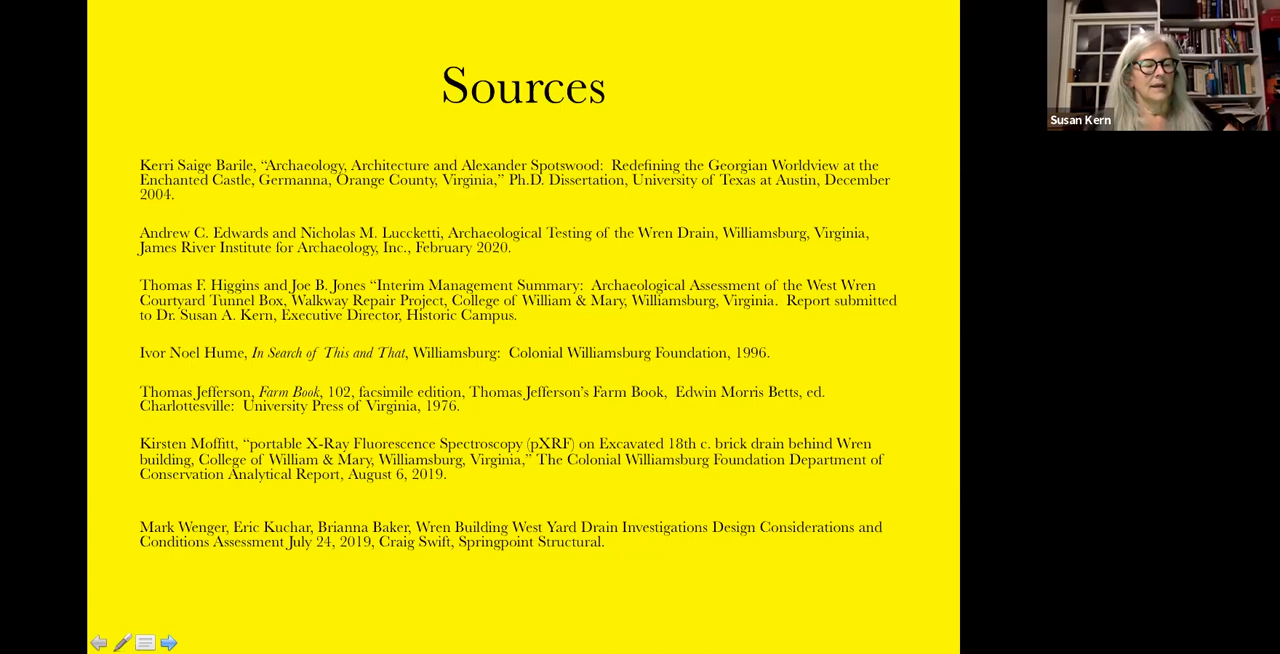 Sources
Kerri Saige Barile, “Archaeology, Architecture and Alexander Spotswood:  Redefining the Georgian Worldview at the
Enchanted Castle, Germanna, Orange County, Virginia,” Ph.D. Dissertation, University of Texas at Austin, December
2004.
Andrew C. Edwards and Nicholas M. Luccketti, Archaeological Testing of the Wren Drain, Williamsburg, Virginia,
James River Institute for Archaeology, Inc., February 2020.
Thomas F. Higgins and Joe B. Jones “Interim Management Summary:  Archaeological Assessment of the West Wren
Courtyard Tunnel Box, Walkway Repair Project, College of William & Mary, Williamsburg, Virginia.  Report submitted
to Dr. Susan A. Kern, Executive Director, Historic Campus.
Ivor Noel Hume, In Search of This and That, Williamsburg:  Colonial Williamsburg Foundation, 1996.
Thomas Jefferson, Farm Book, 102, facsimile edition, Thomas Jefferson’s Farm Book,  Edwin Morris Betts, ed.
Charlottesville:  University Press of Virginia, 1976.
Kirsten Moffitt, “portable X-Ray Fluorescence Spectroscopy (pXRF) on Excavated 18th c. brick drain behind Wren
building, College of William & Mary, Williamsburg, Virginia,” The Colonial Williamsburg Foundation Department of
Conservation Analytical Report, August 6, 2019.
Mark Wenger, Eric Kuchar, Brianna Baker, Wren Building West Yard Drain Investigations Design Considerations and
Conditions Assessment July 24, 2019, Craig Swift, Springpoint Structural.
Susan Kern